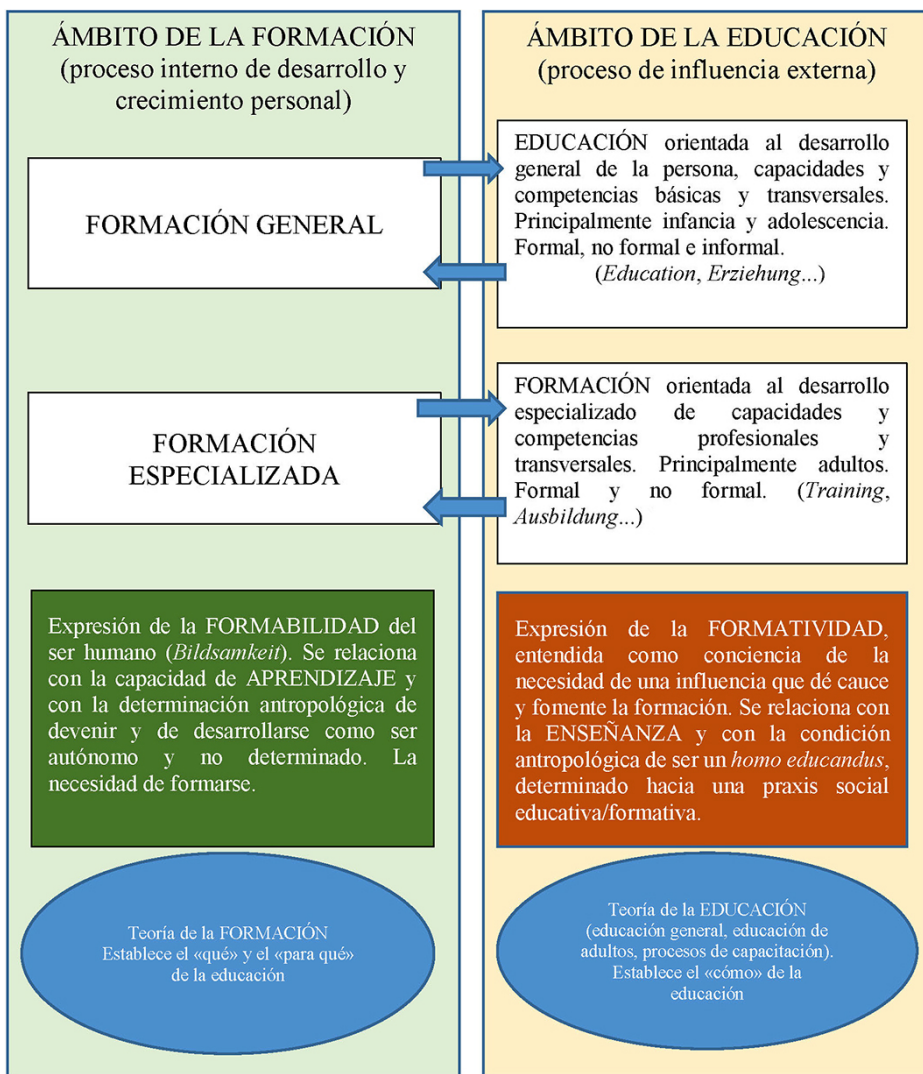 ÁMBITO DE LA FORMACIÓN
(proceso interno de desarrollo y
crecimiento personal)
FORMACIÓN GENERAL
FORMACIÓN
ESPECIALIZADA
Expresión de la FORMABILIDAD del
ser humano (Bildsamkeit). Se relaciona
con la capacidad de APRENDIZAJE y
con la determinación antropológica de
devenir y de desarrollarse como ser
autónomo y no determinado. La
necesidad de formarse.
Teoría de la FORMACIÓN
Establece el «qué» y el «para qué»
de la educación
ÁMBITO DE LA EDUCACIÓN
(proceso de influencia externa)
EDUCACIÓN orientada al desarrollo
general de la persona, capacidades y
competencias básicas y transversales.
Principalmente infancia y adolescencia.
Formal, no formal e informal.
(Education, Erziehung...)
FORMACIÓN orientada al desarrollo
especializado de capacidades y
competencias profesionales y
transversales. Principalmente adultos.
Formal y no formal. (Training,
Ausbildung...)
Expresión de la FORMATIVIDAD,
entendida como conciencia de la
necesidad de una influencia que dé cauce
y fomente la formación. Se relaciona con
la ENSEÑANZA y con la condición
antropológica de ser un homo educandus,
determinado hacia una praxis social
educativa/formativa.
Teoría de la EDUCACIÓN
(educación general, educación de
adultos, procesos de capacitación).
Establece el «cómo» de la
educación